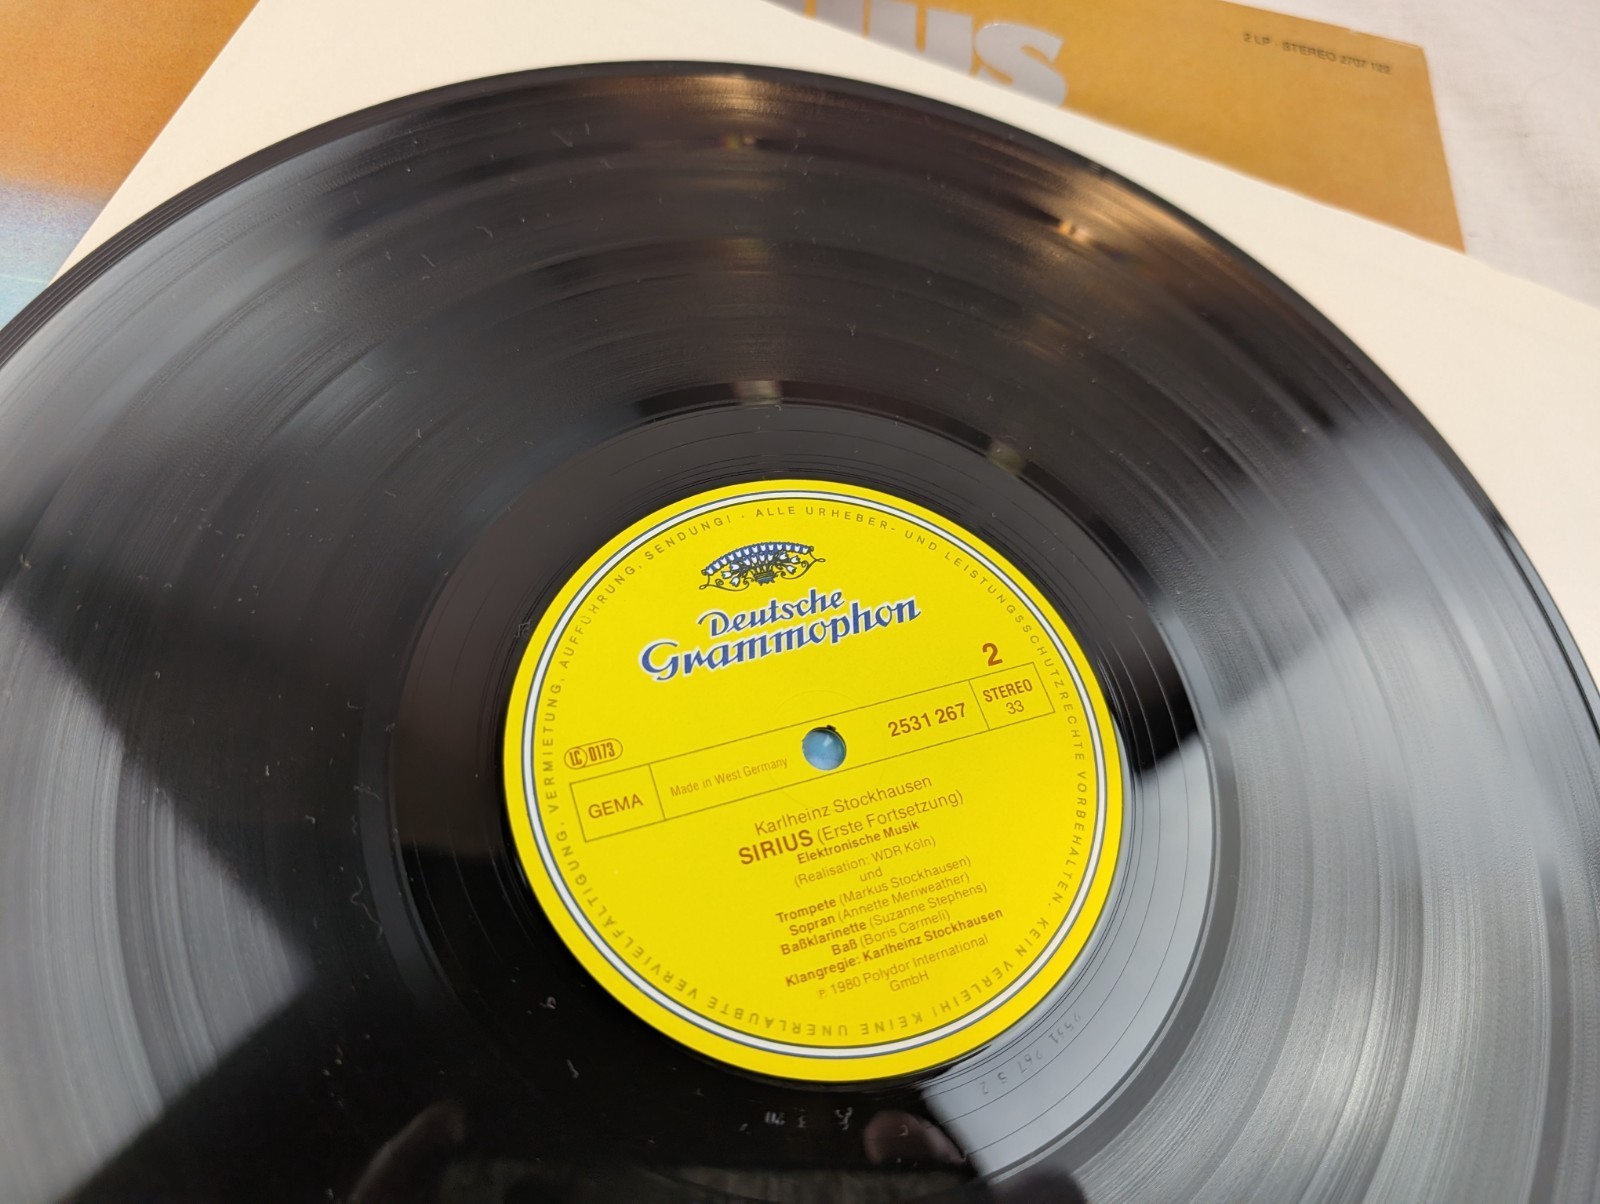 IUS
2 LP · STEREO 2707 122
VERVIELFÄLTIGUNG, VERMIETUNG, AUFFÜHRUNG, SENDUNG! · ALLE URHEBER- UND LEISTUNGSSCHUTZRECHTE VORBEHALTEN. KEIN VERLEIH! KEINE UNERLAUBTE
Deutsche
Grammophon
2
LC 0173
GEMA
Made in West Germany
2531 267
STEREO
33
Karlheinz Stockhausen
SIRIUS (Erste Fortsetzung)
Elektronische Musik
(Realisation: WDR Köln)
und
Trompete (Markus Stockhausen)
Sopran (Annette Meriweather)
Baßklarinette (Suzanne Stephens)
Baß (Boris Carmeli)
Klangregie: Karlheinz Stockhausen
℗ 1980 Polydor International
GmbH
2531 267 S 2